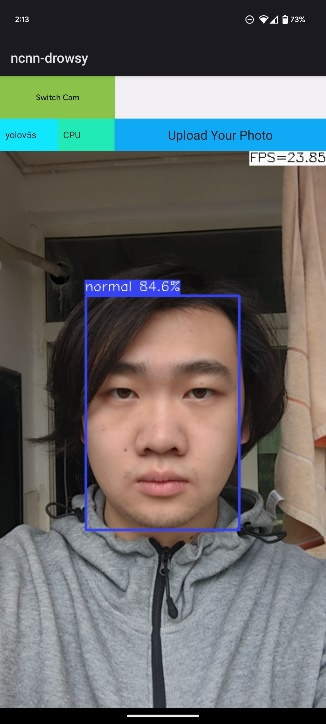 2:13
73%
ncnn-drowsy
Switch Cam
yolov5s
CPU
Upload Your Photo
FPS=23.85
normal 84.6%